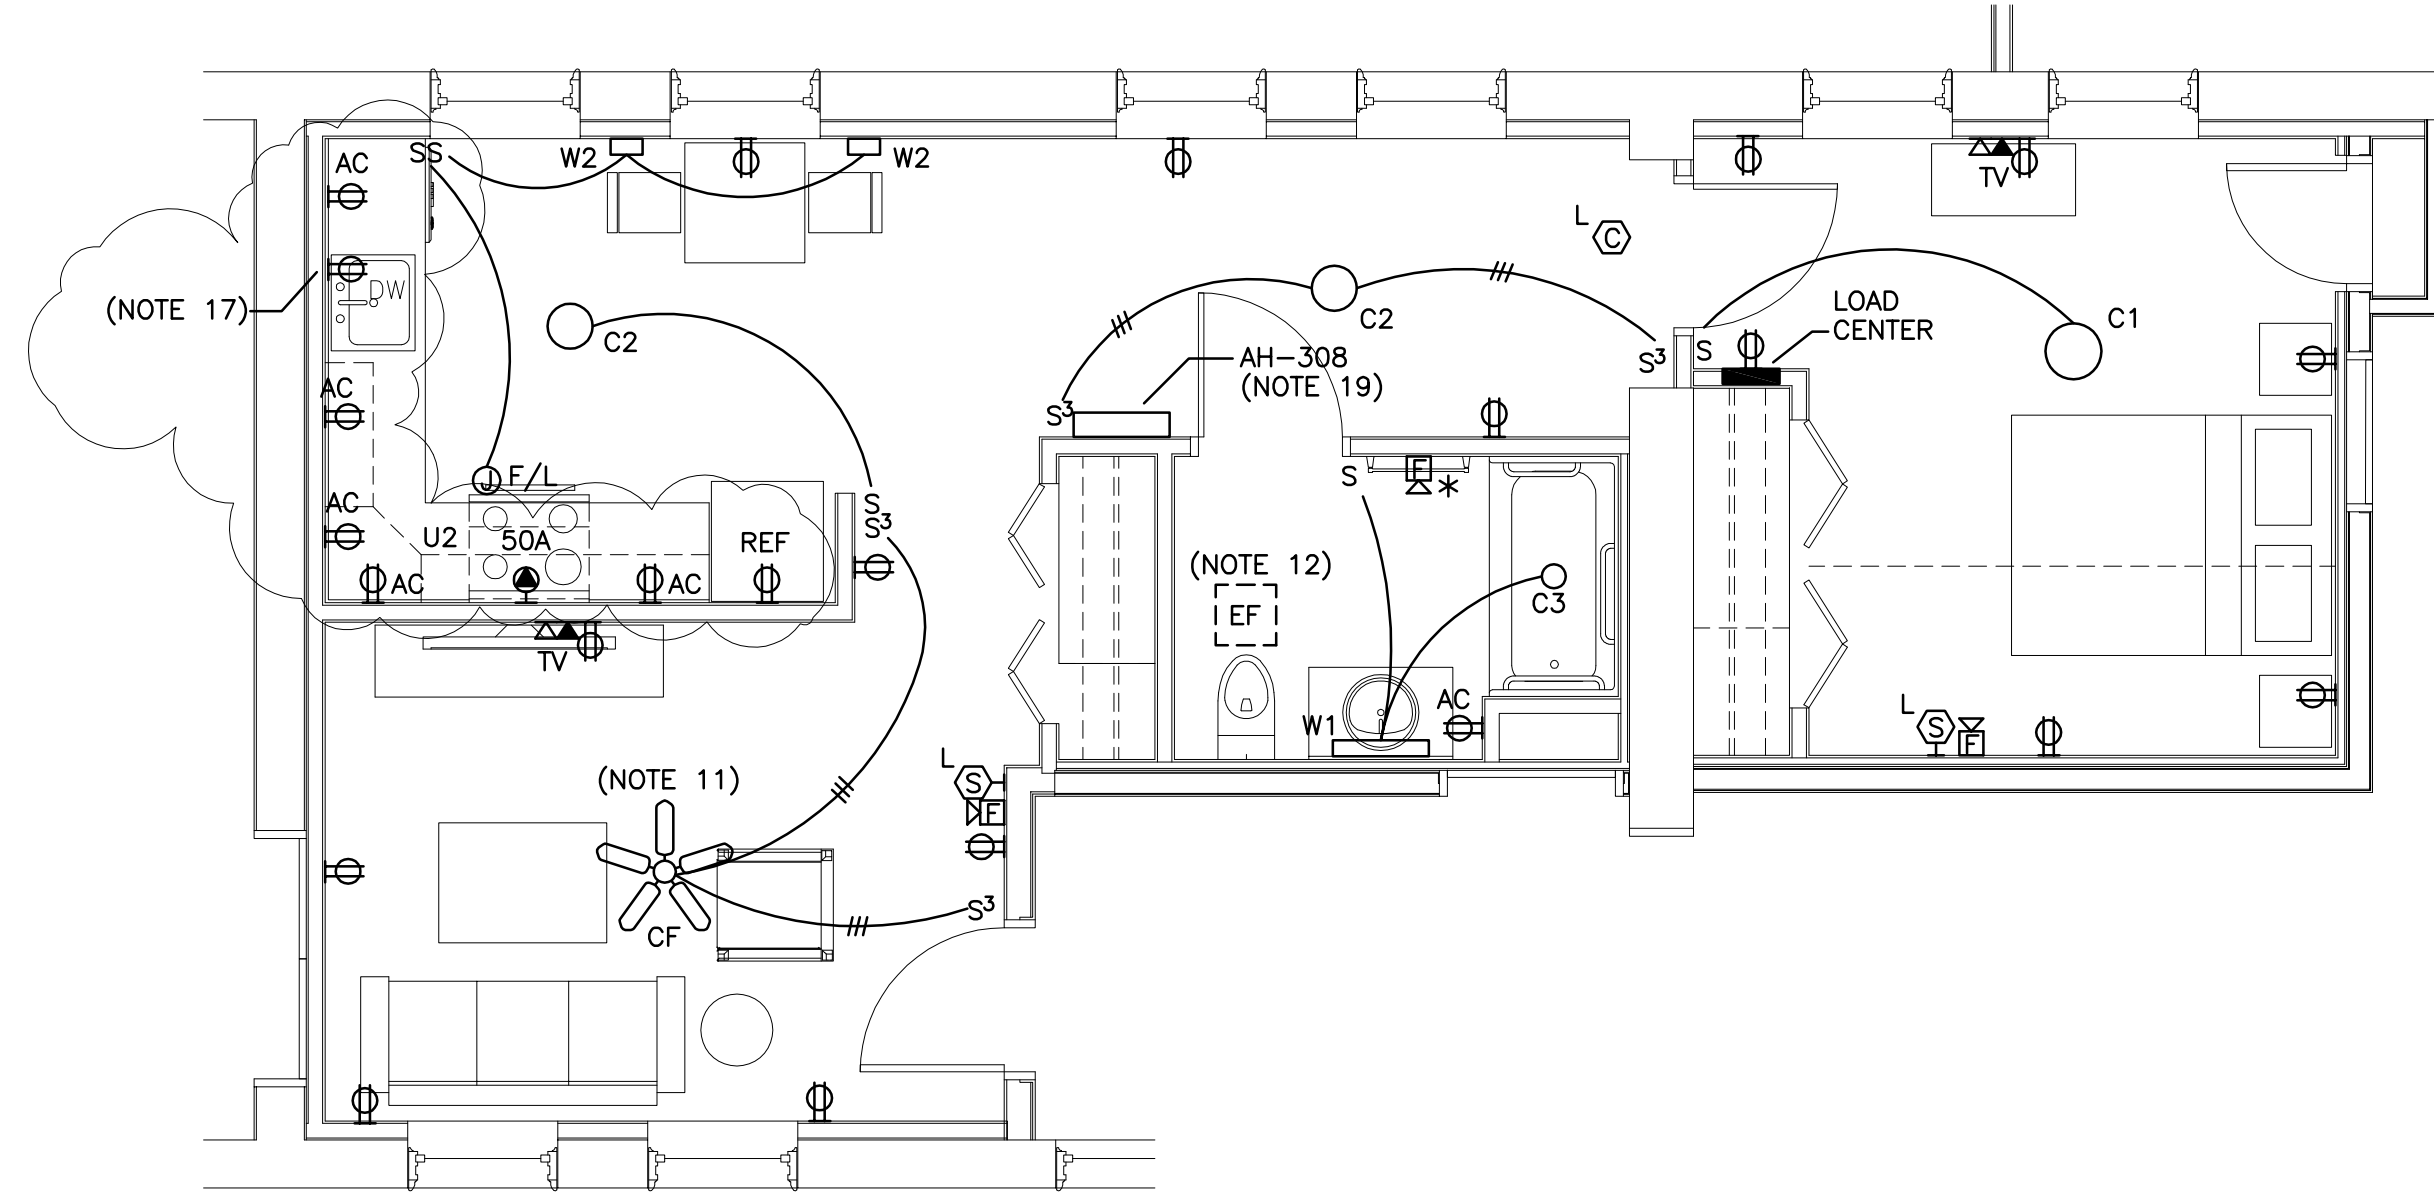 AC
SS
W2
W2
TV
L
C
(NOTE 17)
DW
C2
C2
LOAD
CENTER
C1
S³
S
AH-308
(NOTE 19)
AC
S³
J F/L
S
F
*
AC
S
S³
U2
50A
REF
(NOTE 12)
AC
AC
C3
EF
TV
AC
W1
L
S
F
L
S
F
(NOTE 11)
S³
CF